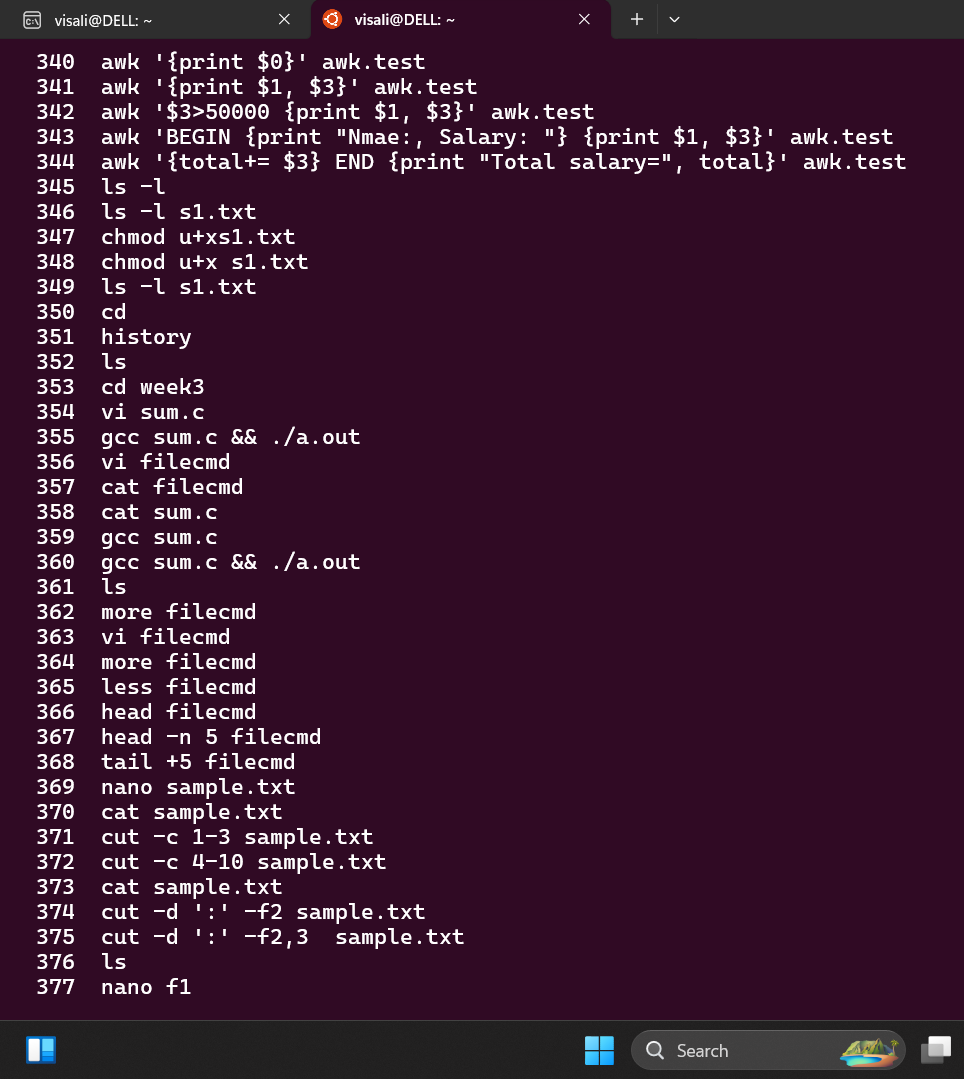 visali@DELL: ~
visali@DELL: ~
340 awk '{print $0}' awk.test
341 awk '{print $1, $3}' awk.test
342 awk '$3>50000 {print $1, $3}' awk.test
343 awk 'BEGIN {print "Nmae:, Salary: "} {print $1, $3}' awk.test
344 awk '{total+= $3} END {print "Total salary=", total}' awk.test
345 ls -l
346 ls -l s1.txt
347 chmod u+xs1.txt
348 chmod u+x s1.txt
349 ls -l s1.txt
350 cd
351 history
352 ls
353 cd week3
354 vi sum.c
355 gcc sum.c && ./a.out
356 vi filecmd
357 cat filecmd
358 cat sum.c
359 gcc sum.c
360 gcc sum.c && ./a.out
361 ls
362 more filecmd
363 vi filecmd
364 more filecmd
365 less filecmd
366 head filecmd
367 head -n 5 filecmd
368 tail +5 filecmd
369 nano sample.txt
370 cat sample.txt
371 cut -c 1-3 sample.txt
372 cut -c 4-10 sample.txt
373 cat sample.txt
374 cut -d ':' -f2 sample.txt
375 cut -d ':' -f2,3  sample.txt
376 ls
377 nano f1
Search